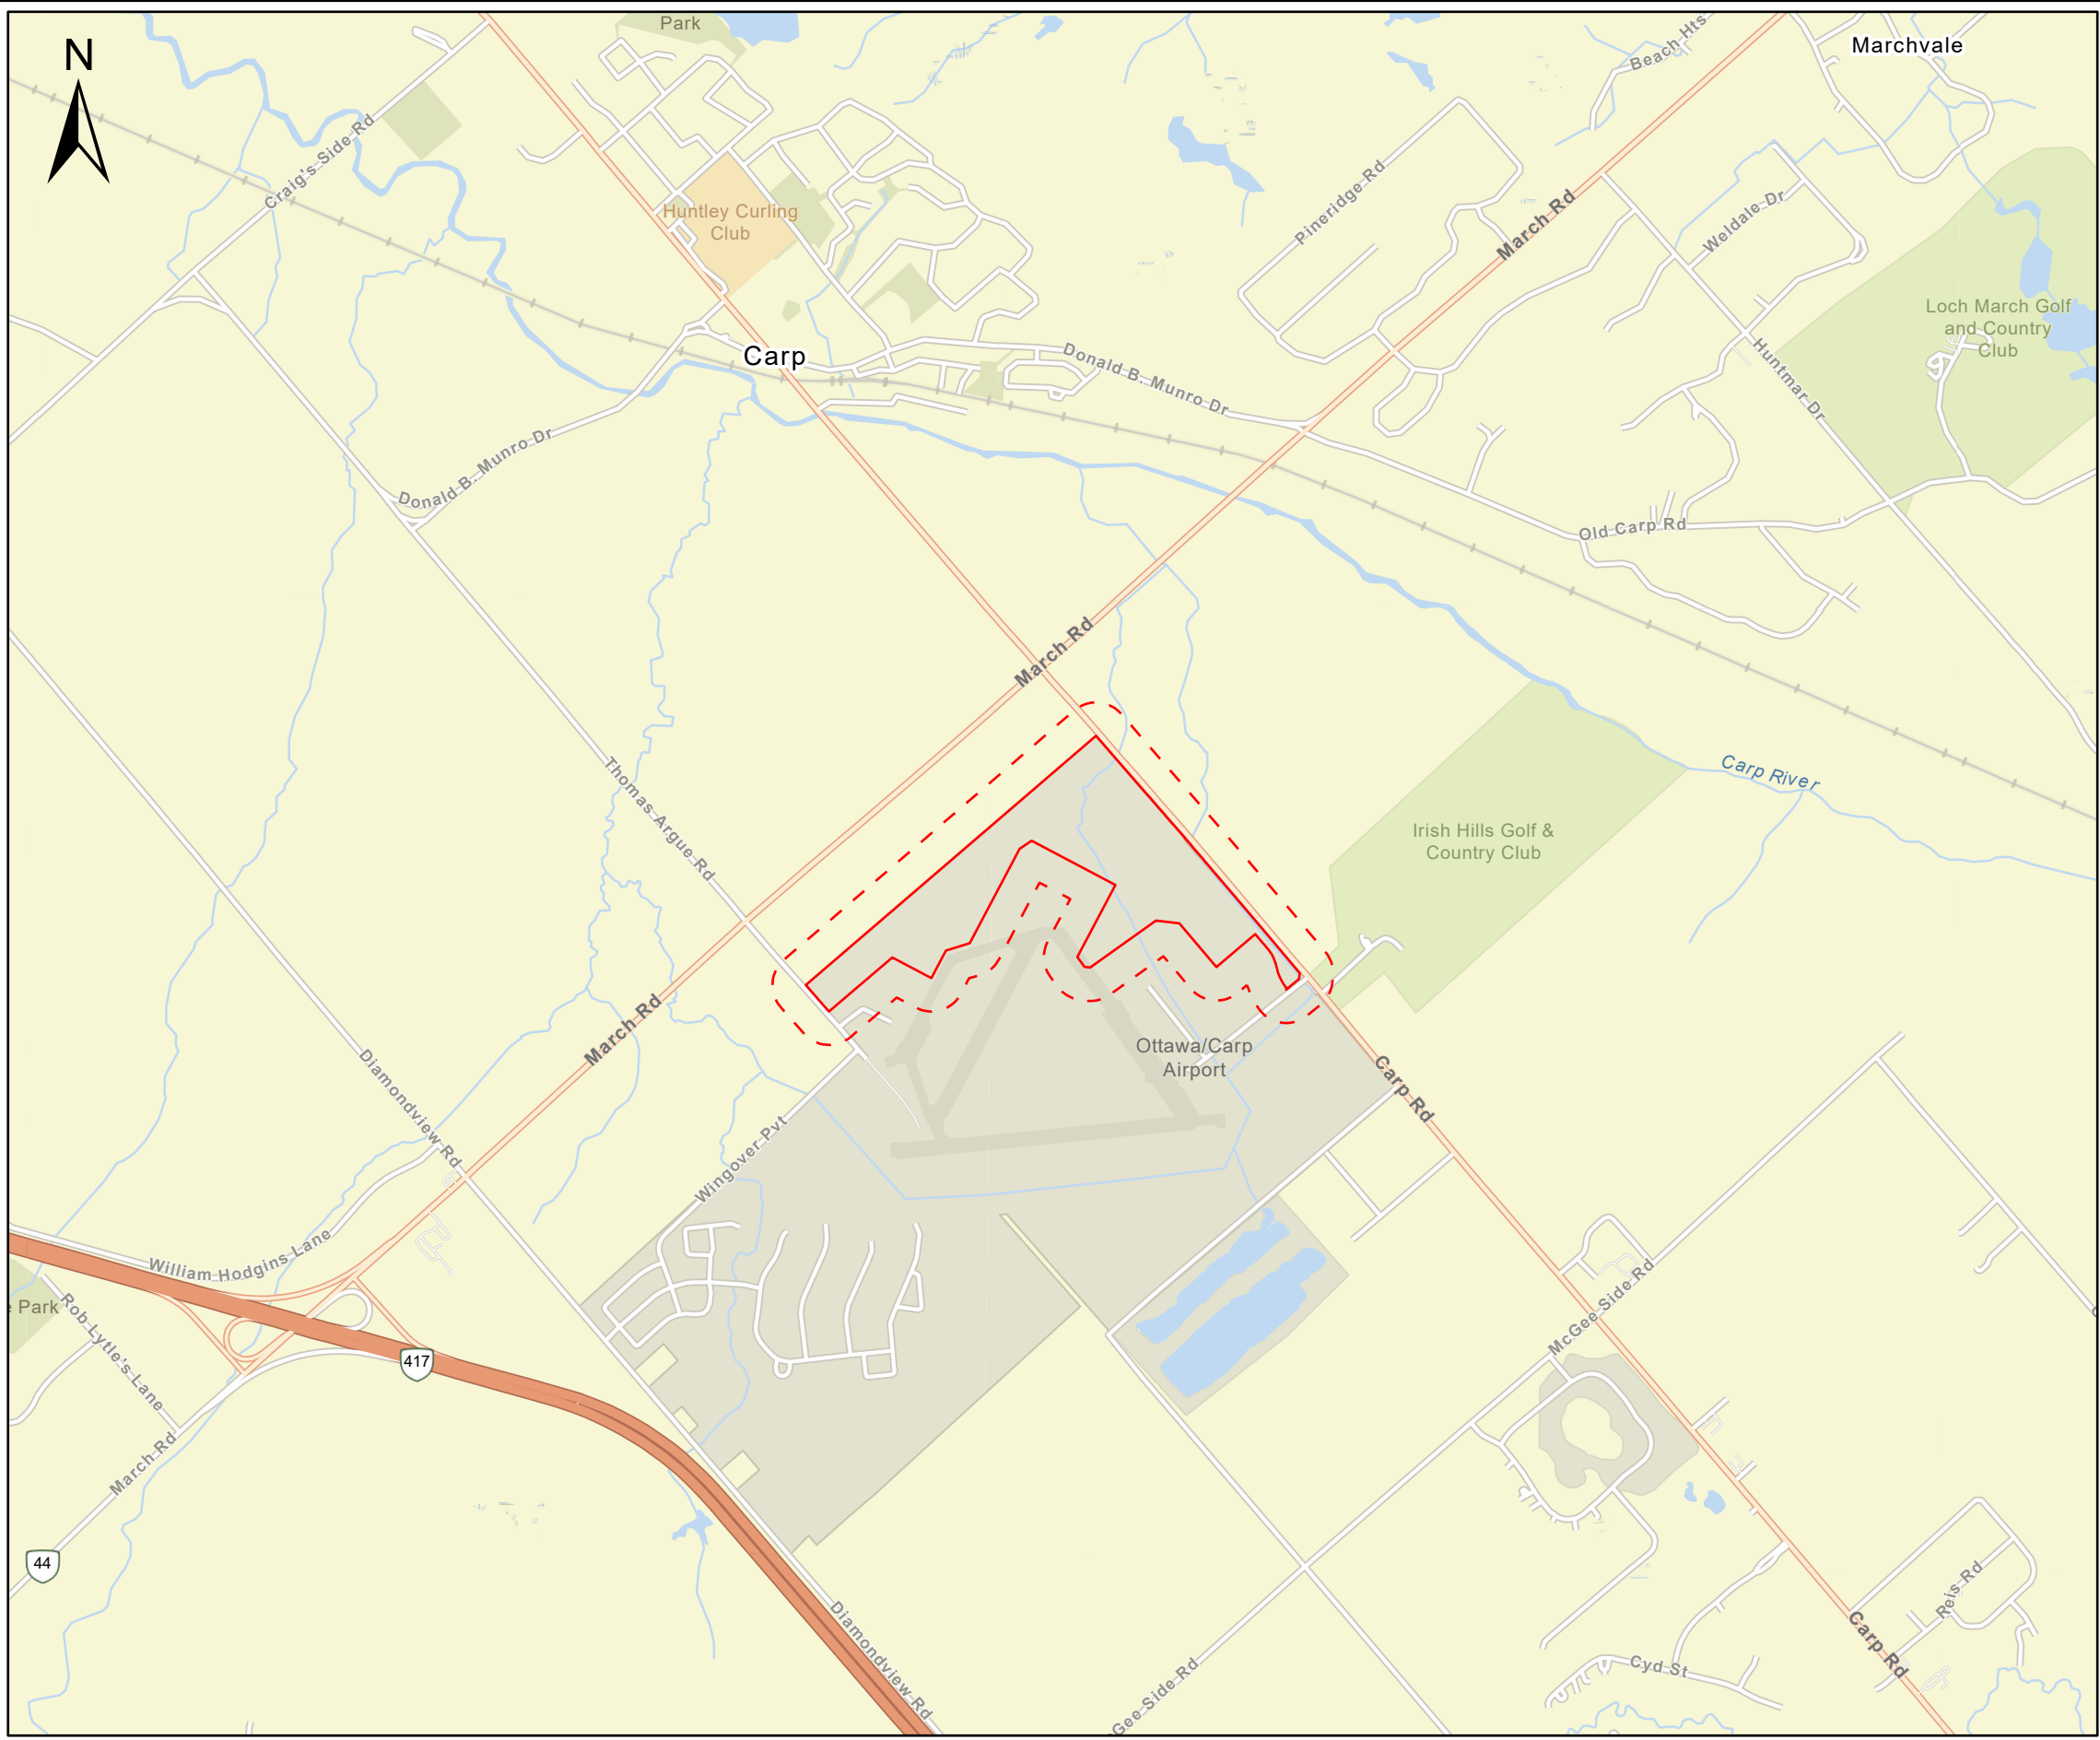 N
Park
Marchvale
Beach Hts
Craig's Side Rd
Huntley Curling
Club
Pineridge Rd
March Rd
Weldale Dr
Loch March Golf
and Country
Club
Carp
Donald B. Munro Dr
Huntmar Dr
Donald B. Munro Dr
Old Carp Rd
March Rd
Thomas Argue Rd
Carp River
Irish Hills Golf &
Country Club
March Rd
Ottawa/Carp
Airport
Diamondview Rd
Carp Rd
Wingover Pvt
William Hodgins Lane
e Park
Rob Lytle's Lane
417
McGee Side Rd
March Rd
44
Reis Rd
Diamondview Rd
Carp Rd
Cyd St
Gee Side Rd